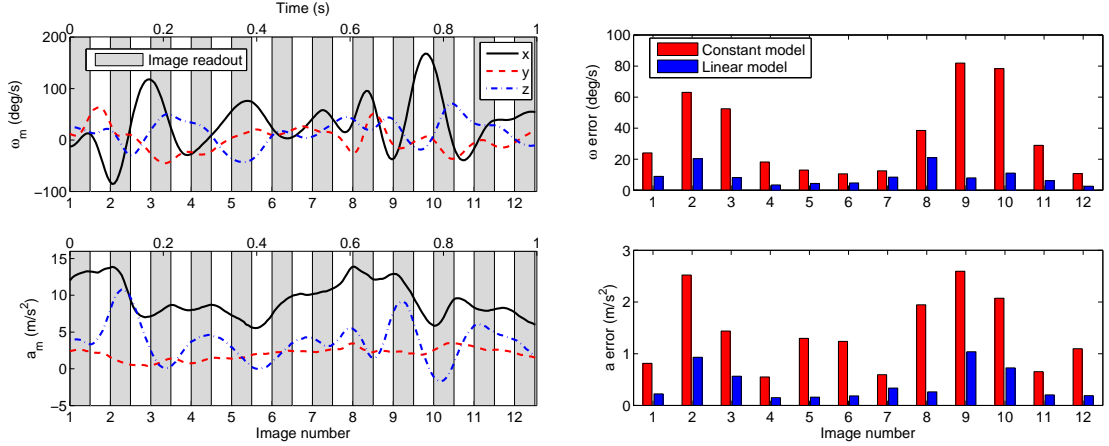 Time (s)
0 0.2 0.4 0.6 0.8 1
200
100
0
−100
ω_m (deg/s)
Image readout
x
y
z
1 2 3 4 5 6 7 8 9 10 11 12
0 0.2 0.4 0.6 0.8 1
15
10
5
0
−5
a_m (m/s²)
1 2 3 4 5 6 7 8 9 10 11 12
Image number
100
80
60
40
20
0
ω error (deg/s)
Constant model
Linear model
1 2 3 4 5 6 7 8 9 10 11 12
3
2
1
0
a error (m/s²)
1 2 3 4 5 6 7 8 9 10 11 12
Image number